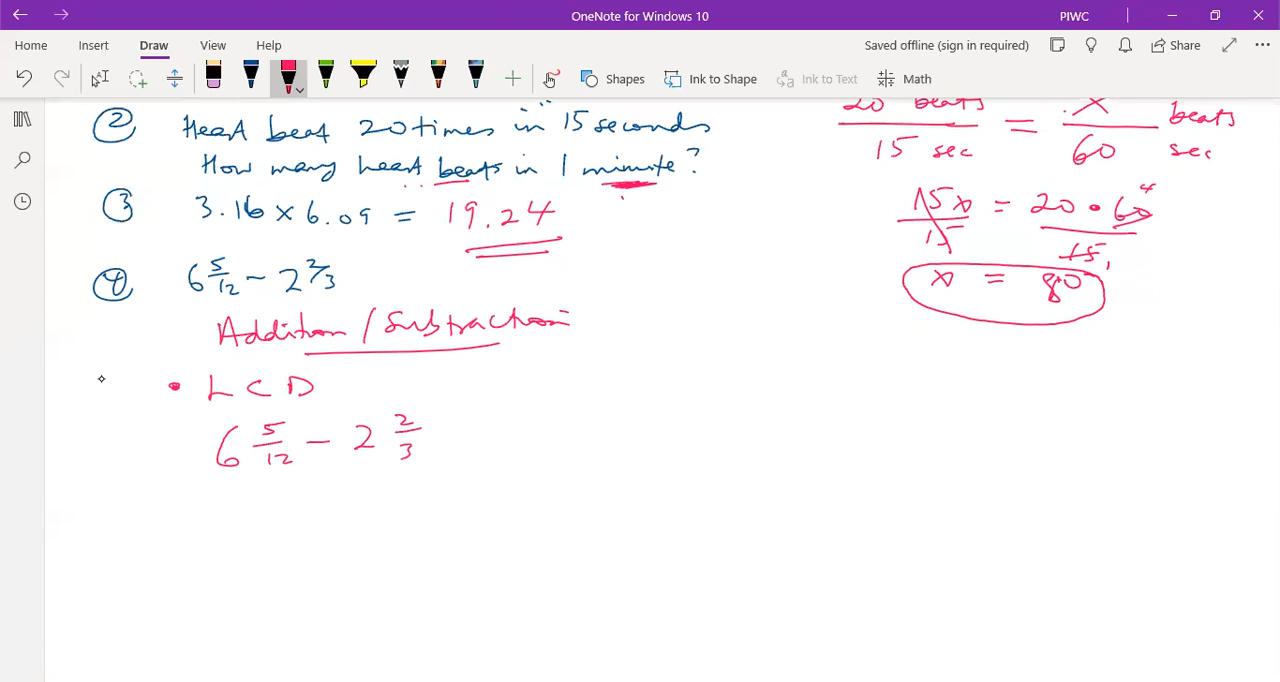 OneNote for Windows 10
PIWC
Home Insert Draw View Help
Saved offline (sign in required)
Share
Shapes
Ink to Shape
Ink to Text
Math
② Heart beat 20 times in 15 seconds
How many heart beats in 1 minute?
③ 3.16 × 6.09 = 19.24
④ 6 5/12 - 2 2/3
Addition / Subtraction
• LCD
6 5/12 - 2 2/3
20 beats / 15 sec = x beats / 60 sec
15x / 15 = 20 • 60 4 / 15 1
x = 80